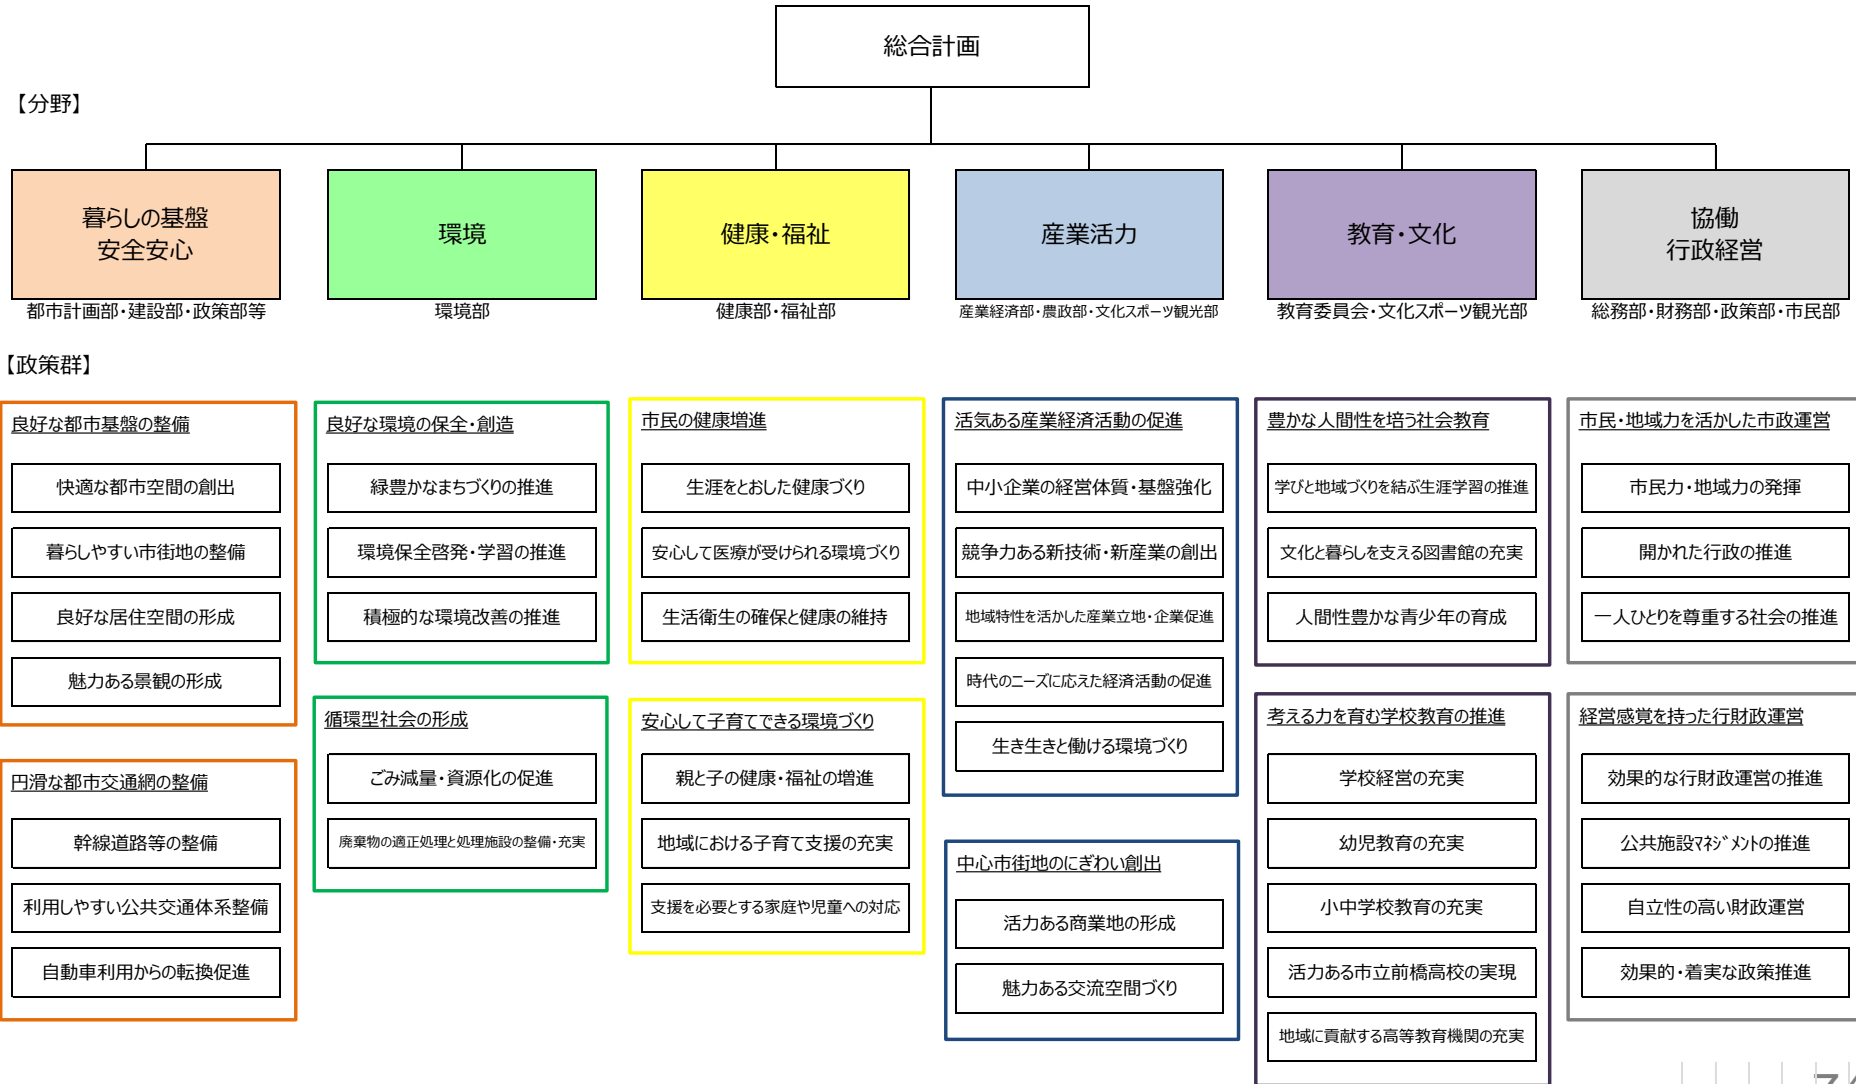 総合計画
【分野】
暮らしの基盤
安全安心
都市計画部・建設部・政策部等
環境
環境部
健康・福祉
健康部・福祉部
産業活力
産業経済部・農政部・文化スポーツ観光部
教育・文化
教育委員会・文化スポーツ観光部
協働
行政経営
総務部・財務部・政策部・市民部
【政策群】
良好な都市基盤の整備
快適な都市空間の創出
暮らしやすい市街地の整備
良好な居住空間の形成
魅力ある景観の形成
円滑な都市交通網の整備
幹線道路等の整備
利用しやすい公共交通体系整備
自動車利用からの転換促進
良好な環境の保全・創造
緑豊かなまちづくりの推進
環境保全啓発・学習の推進
積極的な環境改善の推進
循環型社会の形成
ごみ減量・資源化の促進
廃棄物の適正処理と処理施設の整備・充実
市民の健康増進
生涯をとおした健康づくり
安心して医療が受けられる環境づくり
生活衛生の確保と健康の維持
安心して子育てできる環境づくり
親と子の健康・福祉の増進
地域における子育て支援の充実
支援を必要とする家庭や児童への対応
活気ある産業経済活動の促進
中小企業の経営体質・基盤強化
競争力ある新技術・新産業の創出
地域特性を活かした産業立地・企業促進
時代のニーズに応えた経済活動の促進
生き生きと働ける環境づくり
中心市街地のにぎわい創出
活力ある商業地の形成
魅力ある交流空間づくり
豊かな人間性を培う社会教育
学びと地域づくりを結ぶ生涯学習の推進
文化と暮らしを支える図書館の充実
人間性豊かな青少年の育成
考える力を育む学校教育の推進
学校経営の充実
幼児教育の充実
小中学校教育の充実
活力ある市立前橋高校の実現
地域に貢献する高等教育機関の充実
市民・地域力を活かした市政運営
市民力・地域力の発揮
開かれた行政の推進
一人ひとりを尊重する社会の推進
経営感覚を持った行財政運営
効果的な行財政運営の推進
公共施設ﾏﾈｼﾞﾒﾝﾄの推進
自立性の高い財政運営
効果的・着実な政策推進